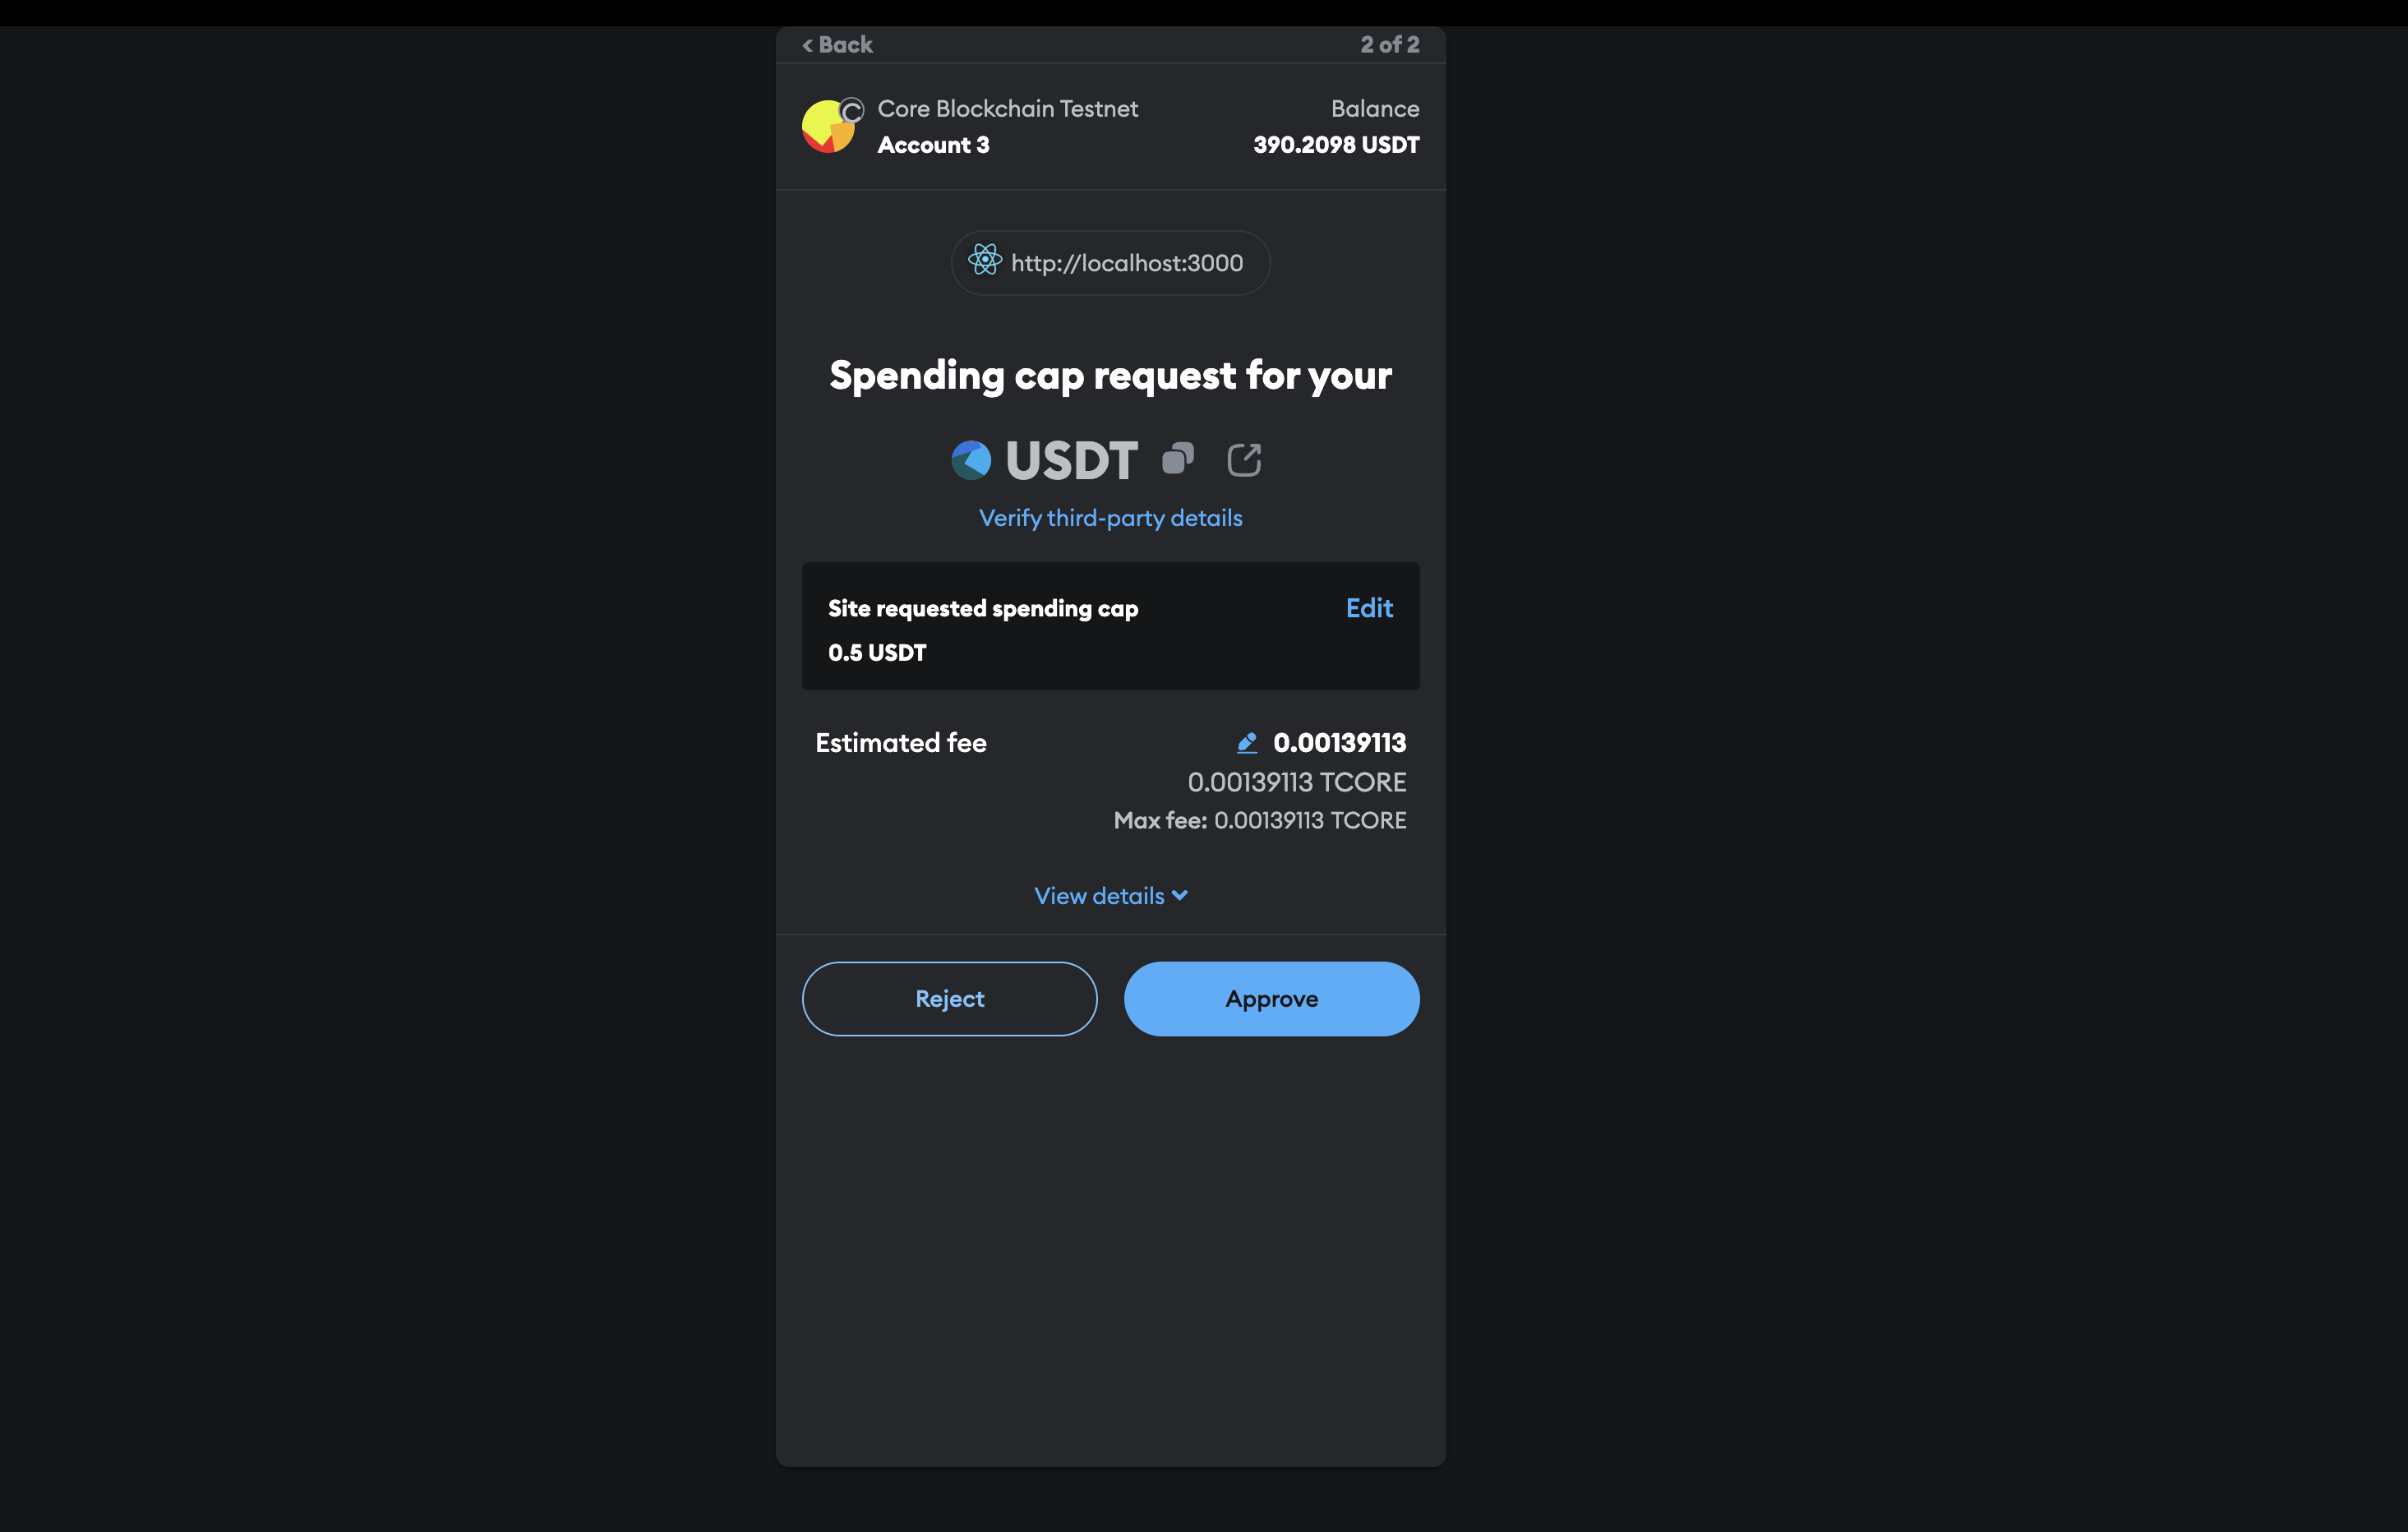 Back
2 of 2
Core Blockchain Testnet
Balance
Account 3
390.2098 USDT
http://localhost:3000
Spending cap request for your
USDT
Verify third-party details
Site requested spending cap
Edit
0.5 USDT
Estimated fee
0.00139113
0.00139113 TCORE
Max fee: 0.00139113 TCORE
View details
Reject
Approve